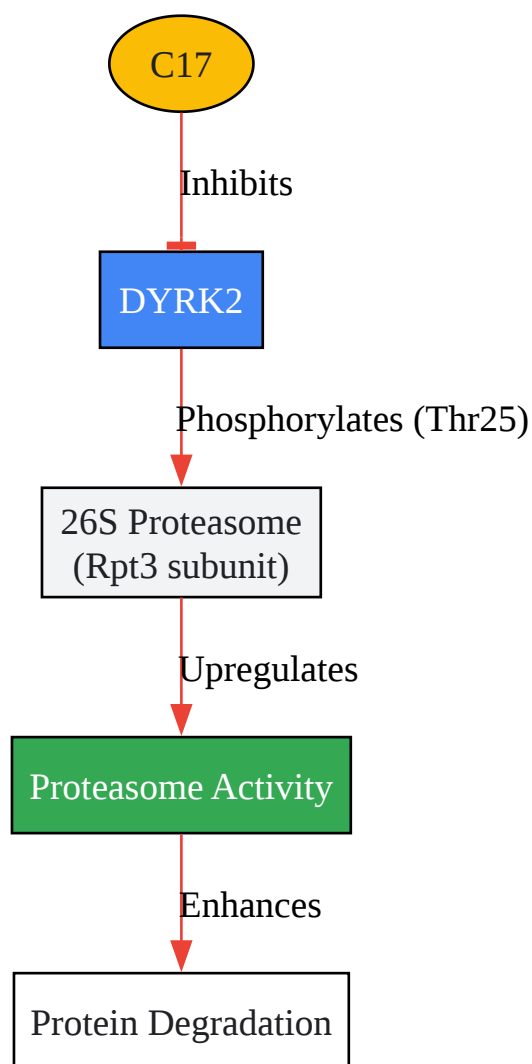 C17
Inhibits
DYRK2
Phosphorylates (Thr25)
26S Proteasome
(Rpt3 subunit)
Upregulates
Proteasome Activity
Enhances
Protein Degradation